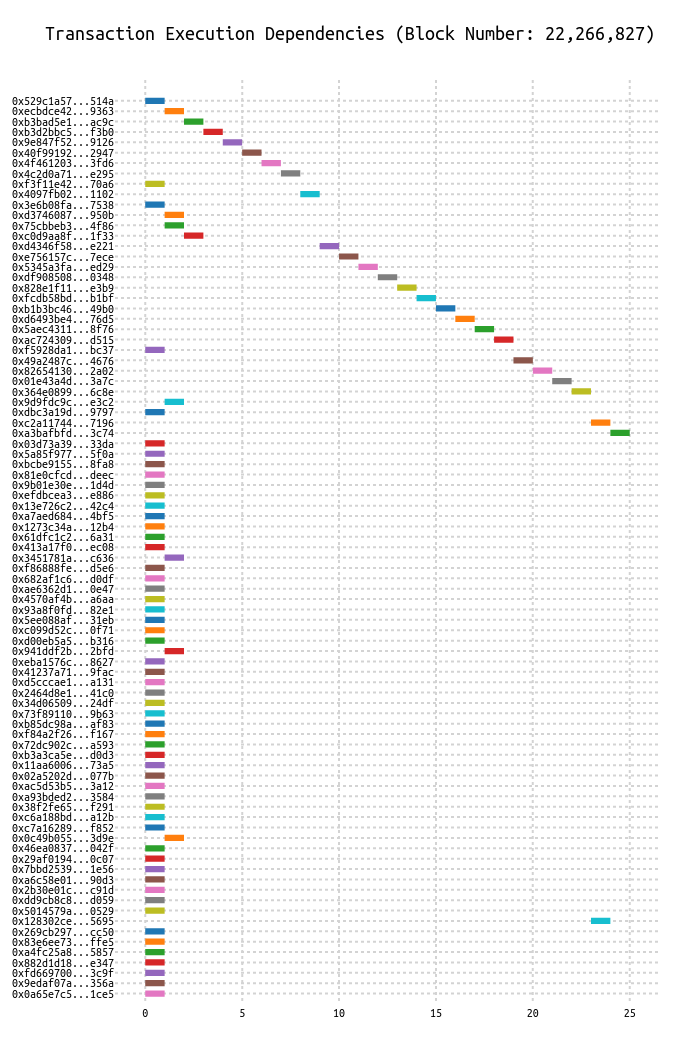 Transaction Execution Dependencies (Block Number: 22,266,827)
0x529c1a57...514a
0xecbdce42...9363
0xb3bad5e1...ac9c
0xb3d2bbc5...f3b0
0x9e847f52...9126
0x40f99192...2947
0x4f461203...3fd6
0x4c2d0a71...e295
0xf3f11e42...70a6
0x4097fb02...1102
0x3e6b08fa...7538
0xd3746087...950b
0x75cbbeb3...4f86
0xc0d9aa8f...1f33
0xd4346f58...e221
0xe756157c...7ece
0x5345a3fa...ed29
0xdf908508...0348
0x828e1f11...e3b9
0xfcdb58bd...b1bf
0xb1b3bc46...49b0
0xd6493be4...76d5
0x5aec4311...8f76
0xac724309...d515
0xf5928da1...bc37
0x49a2487c...4676
0x82654130...2a02
0x01e43a4d...3a7c
0x364e0899...6c8e
0x9d9fdc9c...e3c2
0xdbc3a19d...9797
0xc2a11744...7196
0xa3bafbfd...3c74
0x03d73a39...33da
0x5a85f977...5f0a
0xbcbe9155...8fa8
0x81e0cfcd...deec
0x9b01e30e...1d4d
0xefdbcea3...e886
0x13e726c2...42c4
0xa7aed684...4bf5
0x1273c34a...12b4
0x61dfc1c2...6a31
0x413a17f0...ec08
0x3451781a...c636
0xf86888fe...d5e6
0x682af1c6...d0df
0xae6362d1...0e47
0x4570af4b...a6aa
0x93a8f0fd...82e1
0x5ee088af...31eb
0xc099d52c...0f71
0xd00eb5a5...b316
0x941ddf2b...2bfd
0xeba1576c...8627
0x41237a71...9fac
0xd5cccae1...a131
0x2464d8e1...41c0
0x34d06509...24df
0x73f89110...9b63
0xb85dc98a...af83
0xf84a2f26...f167
0x72dc902c...a593
0xb3a3ca5e...d0d3
0x11aa6006...73a5
0x02a5202d...077b
0xac5d53b5...3a12
0xa93bded2...3584
0x38f2fe65...f291
0xc6a188bd...a12b
0xc7a16289...f852
0x0c49b055...3d9e
0x46ea0837...042f
0x29af0194...0c07
0x7bbd2539...1e56
0xa6c58e01...90d3
0x2b30e01c...c91d
0xdd9cb8c8...d059
0x5014579a...0529
0x128302ce...5695
0x269cb297...cc50
0x83e6ee73...ffe5
0xa4fc25a8...5857
0x882d1d18...e347
0xfd669700...3c9f
0x9edaf07a...356a
0x0a65e7c5...1ce5
0 5 10 15 20 25